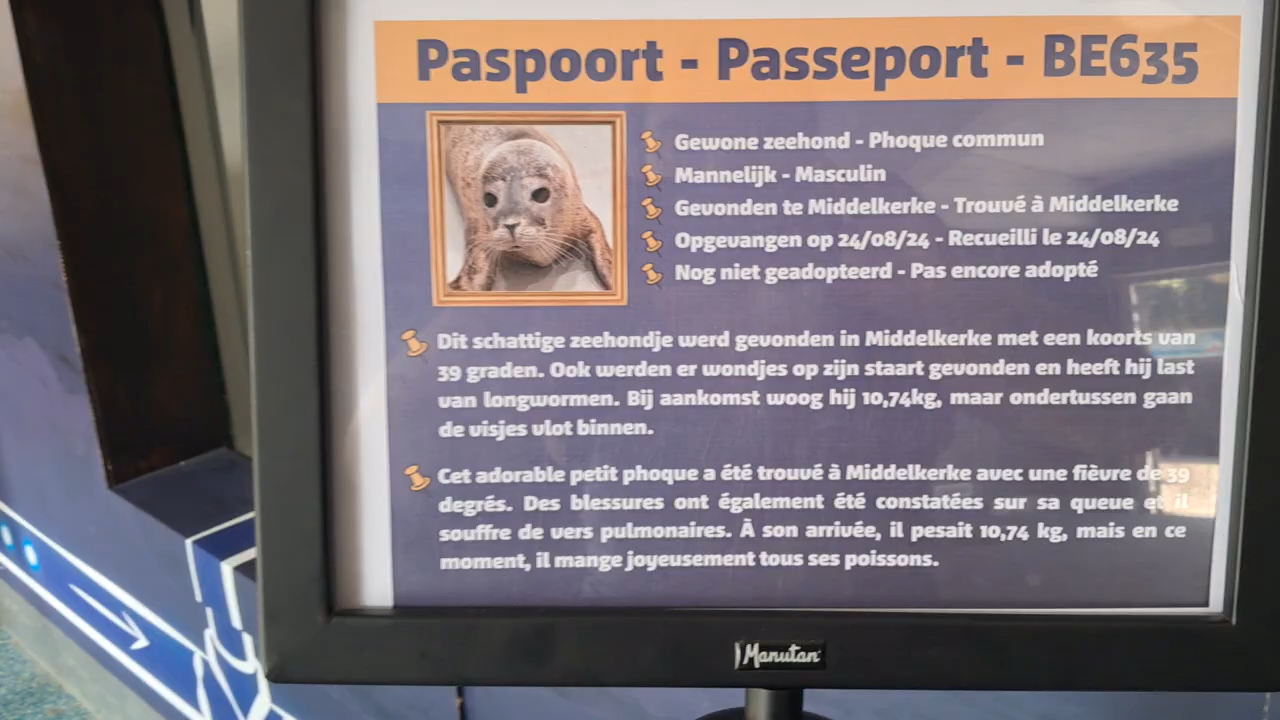 Paspoort - Passeport - BE635
Gewone zeehond - Phoque commun
Mannelijk - Masculin
Gevonden te Middelkerke - Trouvé à Middelkerke
Opgevangen op 24/08/24 - Recueilli le 24/08/24
Nog niet geadopteerd - Pas encore adopté
Dit schattige zeehondje werd gevonden in Middelkerke met een koorts van
39 graden. Ook werden er wondjes op zijn staart gevonden en heeft hij last
van longwormen. Bij aankomst woog hij 10,74kg, maar ondertussen gaan
de visjes vlot binnen.
Cet adorable petit phoque a été trouvé à Middelkerke avec une fièvre de 39
degrés. Des blessures ont également été constatées sur sa queue et il
souffre de vers pulmonaires. À son arrivée, il pesait 10,74 kg, mais en ce
moment, il mange joyeusement tous ses poissons.
Manutan